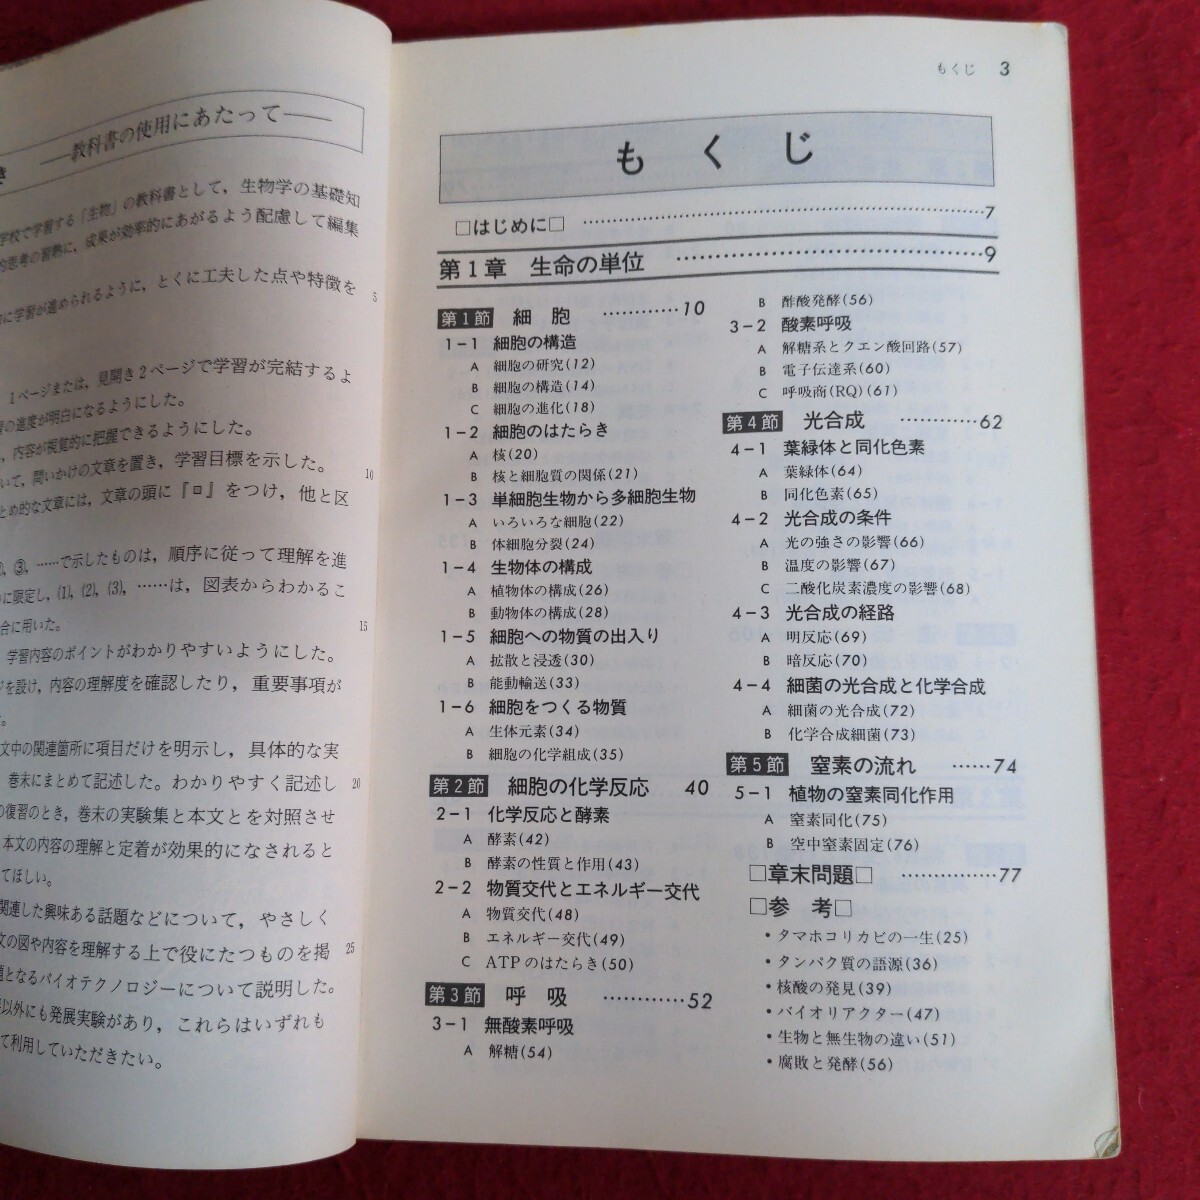 き ——教科書の使用にあたって——
学校で学習する「生物」の教科書として，生物学の基礎知
的思考の習熟に，成果が効率的にあがるよう配慮して編集
に学習が進められるように，とくに工夫した点や特徴を
5
1ページまたは，見開き2ページで学習が完結するよ
習の進度が明白になるようにした。
，内容が視覚的に把握できるようにした。
いて，問いかけの文章を置き，学習目標を示した。
10
とめ的な文章には，文章の頭に『□』をつけ，他と区
③，……で示したものは，順序に従って理解を進
に限定し，⑴，⑵，⑶，……は，図表からわかるこ
合に用いた。
15
学習内容のポイントがわかりやすいようにした。
ジを設け，内容の理解度を確認したり，重要事項が
文中の関連箇所に項目だけを明示し，具体的な実
巻末にまとめて記述した。わかりやすく記述し
20
の復習のとき，巻末の実験集と本文とを対照させ
本文の内容の理解と定着が効果的になされると
てほしい。
関連した興味ある話題などについて，やさしく
文の図や内容を理解する上で役にたつものを掲
25
題となるバイオテクノロジーについて説明した。
以外にも発展実験があり，これらはいずれも
て利用していただきたい。
もくじ 3
もくじ
□はじめに□ ……………………………………………7
第1章 生命の単位 …………………………………9
第1節 細 胞 …………10
1-1 細胞の構造
A 細胞の研究(12)
B 細胞の構造(14)
C 細胞の進化(18)
1-2 細胞のはたらき
A 核(20)
B 核と細胞質の関係(21)
1-3 単細胞生物から多細胞生物
A いろいろな細胞(22)
B 体細胞分裂(24)
1-4 生物体の構成
A 植物体の構成(26)
B 動物体の構成(28)
1-5 細胞への物質の出入り
A 拡散と浸透(30)
B 能動輸送(33)
1-6 細胞をつくる物質
A 生体元素(34)
B 細胞の化学組成(35)
第2節 細胞の化学反応 40
2-1 化学反応と酵素
A 酵素(42)
B 酵素の性質と作用(43)
2-2 物質交代とエネルギー交代
A 物質交代(48)
B エネルギー交代(49)
C ATPのはたらき(50)
第3節 呼 吸 …………52
3-1 無酸素呼吸
A 解糖(54)
B 酢酸発酵(56)
3-2 酸素呼吸
A 解糖系とクエン酸回路(57)
B 電子伝達系(60)
C 呼吸商(RQ)(61)
第4節 光合成 …………62
4-1 葉緑体と同化色素
A 葉緑体(64)
B 同化色素(65)
4-2 光合成の条件
A 光の強さの影響(66)
B 温度の影響(67)
C 二酸化炭素濃度の影響(68)
4-3 光合成の経路
A 明反応(69)
B 暗反応(70)
4-4 細菌の光合成と化学合成
A 細菌の光合成(72)
B 化学合成細菌(73)
第5節 窒素の流れ ……74
5-1 植物の窒素同化作用
A 窒素同化(75)
B 空中窒素固定(76)
□章末問題□ ……………77
□参 考□
・タマホコリカビの一生(25)
・タンパク質の語源(36)
・核酸の発見(39)
・バイオリアクター(47)
・生物と無生物の違い(51)
・腐敗と発酵(56)